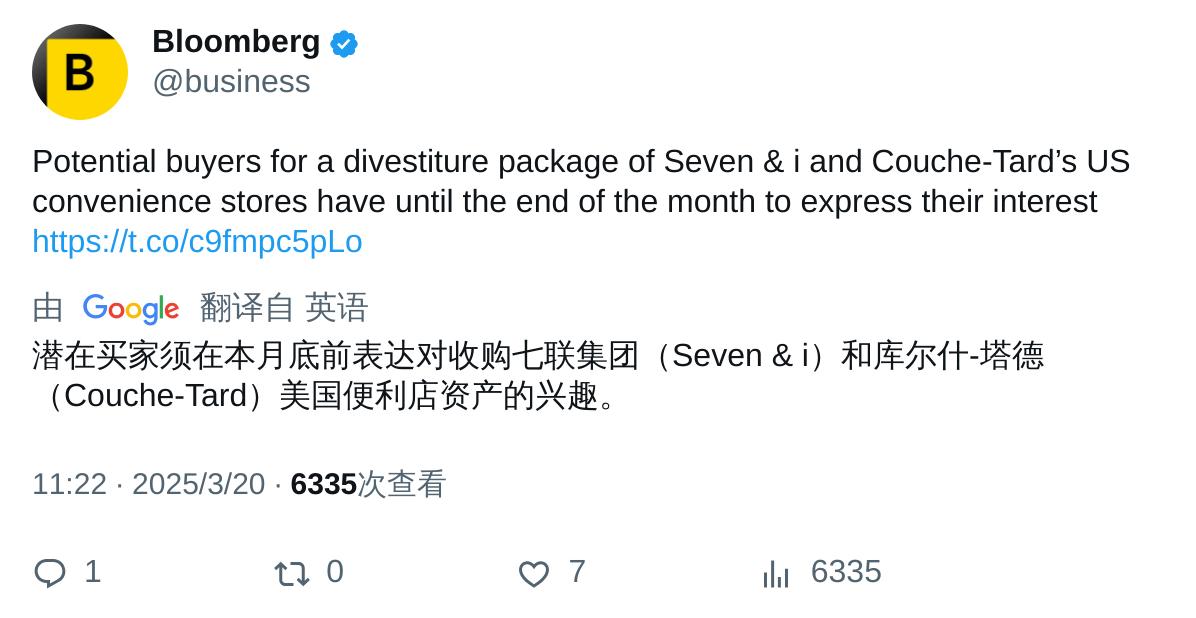 B
Bloomberg
@business
Potential buyers for a divestiture package of Seven & i and Couche-Tard’s US
convenience stores have until the end of the month to express their interest
https://t.co/c9fmpc5pLo
由 Google 翻译自 英语
潜在买家须在本月底前表达对收购七联集团（Seven & i）和库尔什-塔德
（Couche-Tard）美国便利店资产的兴趣。
11:22 · 2025/3/20 · 6335次查看
1 0 7 6335